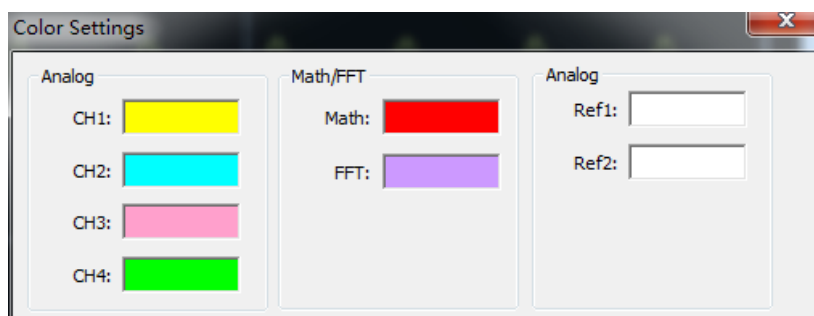 Color Settings
x
Analog
CH1:
CH2:
CH3:
CH4:
Math/FFT
Math:
FFT:
Analog
Ref1:
Ref2: